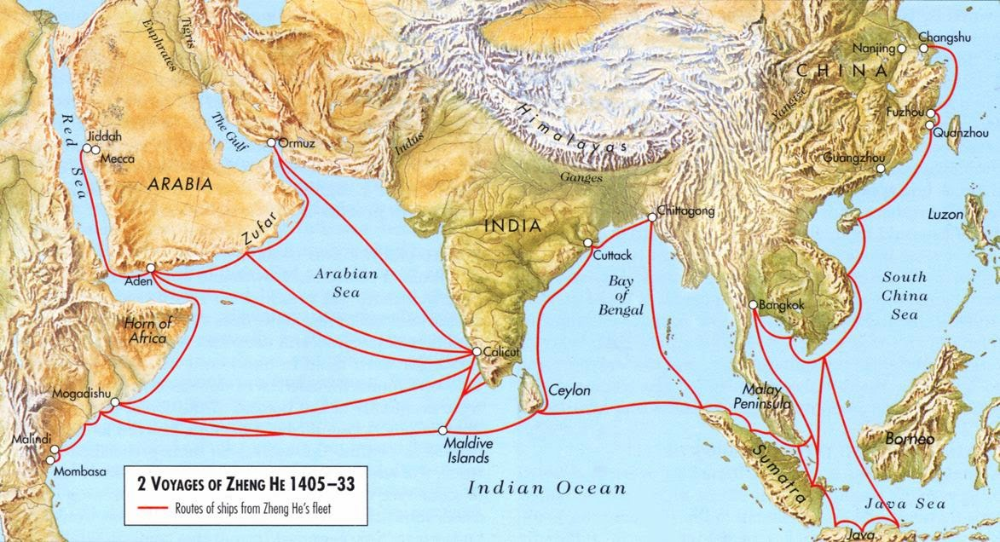 Euphrates
Tigris
Changshu
Nanjing
CHINA
Yangtse
Fuzhou
Quanzhou
Guangzhou
Red Sea
Jiddah
Mecca
The Gulf
Ormuz
Indus
Himalayas
Ganges
ARABIA
Zufar
INDIA
Chittagong
Luzon
Cuttack
Aden
Arabian
Sea
Bay
of
Bengal
South
China
Sea
Bangkok
Horn of
Africa
Calicut
Mogadishu
Ceylon
Malay
Peninsula
Malindi
Mombasa
Maldive
Islands
Borneo
Sumatra
2 VOYAGES OF ZHENG HE 1405–33
Routes of ships from Zheng He's fleet
Indian Ocean
Java Sea
Java